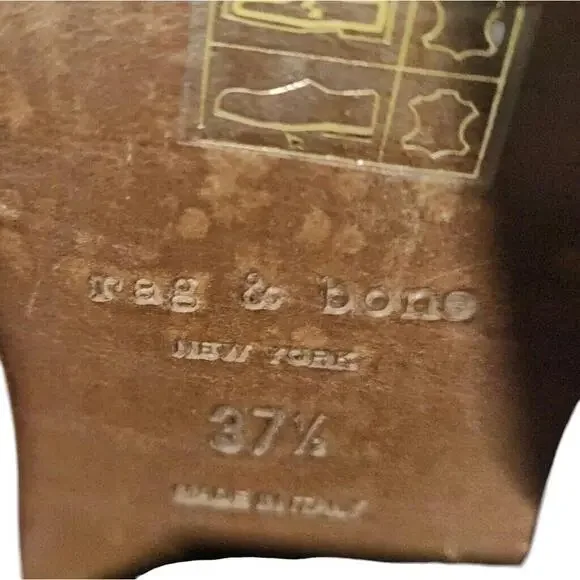 rag & bone
NEW YORK
37½
MADE IN ITALY